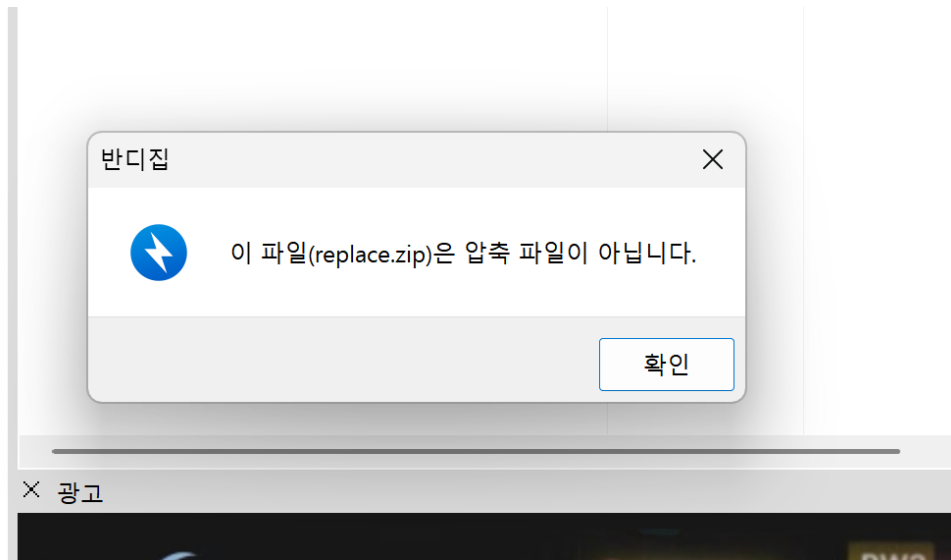 반디집
이 파일(replace.zip)은 압축 파일이 아닙니다.
확인
광고